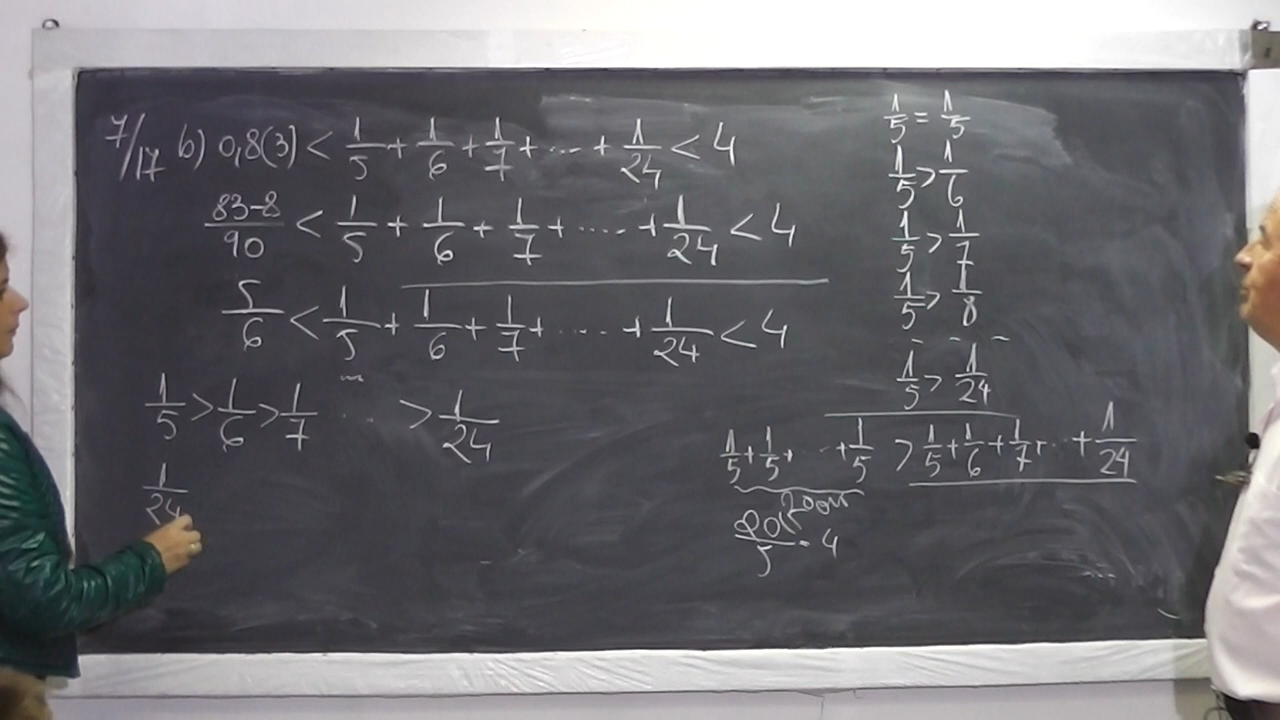 7/17 b) 0,8(3) < 1/5 + 1/6 + 1/7 + ... + 1/24 < 4
83-8/90 < 1/5 + 1/6 + 1/7 + ..... + 1/24 < 4
5/6 < 1/5 + 1/6 + 1/7 + ..... + 1/24 < 4
1/5 > 1/6 > 1/7 ... > 1/24
1/24
1/5 = 1/5
1/5 > 1/6
1/5 > 1/7
1/5 > 1/8
- - - -
1/5 > 1/24
1/5 + 1/5 + ... + 1/5 > 1/5 + 1/6 + 1/7 + ... + 1/24
20 ori
20/5 = 4